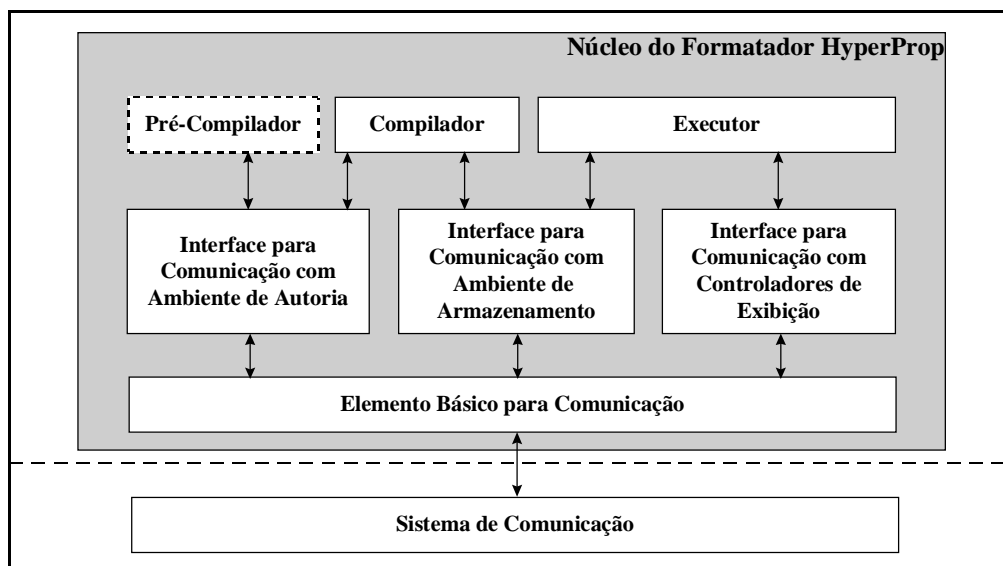 Núcleo do Formatador HyperProp
Pré-Compilador
Compilador
Executor
Interface para
Comunicação com
Ambiente de Autoria
Interface para
Comunicação com
Ambiente de
Armazenamento
Interface para
Comunicação com
Controladores de
Exibição
Elemento Básico para Comunicação
Sistema de Comunicação